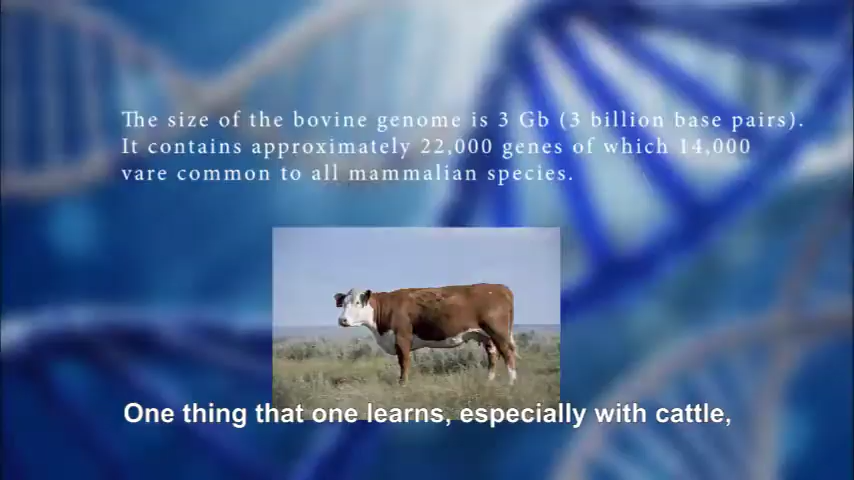 The size of the bovine genome is 3 Gb (3 billion base pairs).
It contains approximately 22,000 genes of which 14,000
vare common to all mammalian species.
One thing that one learns, especially with cattle,